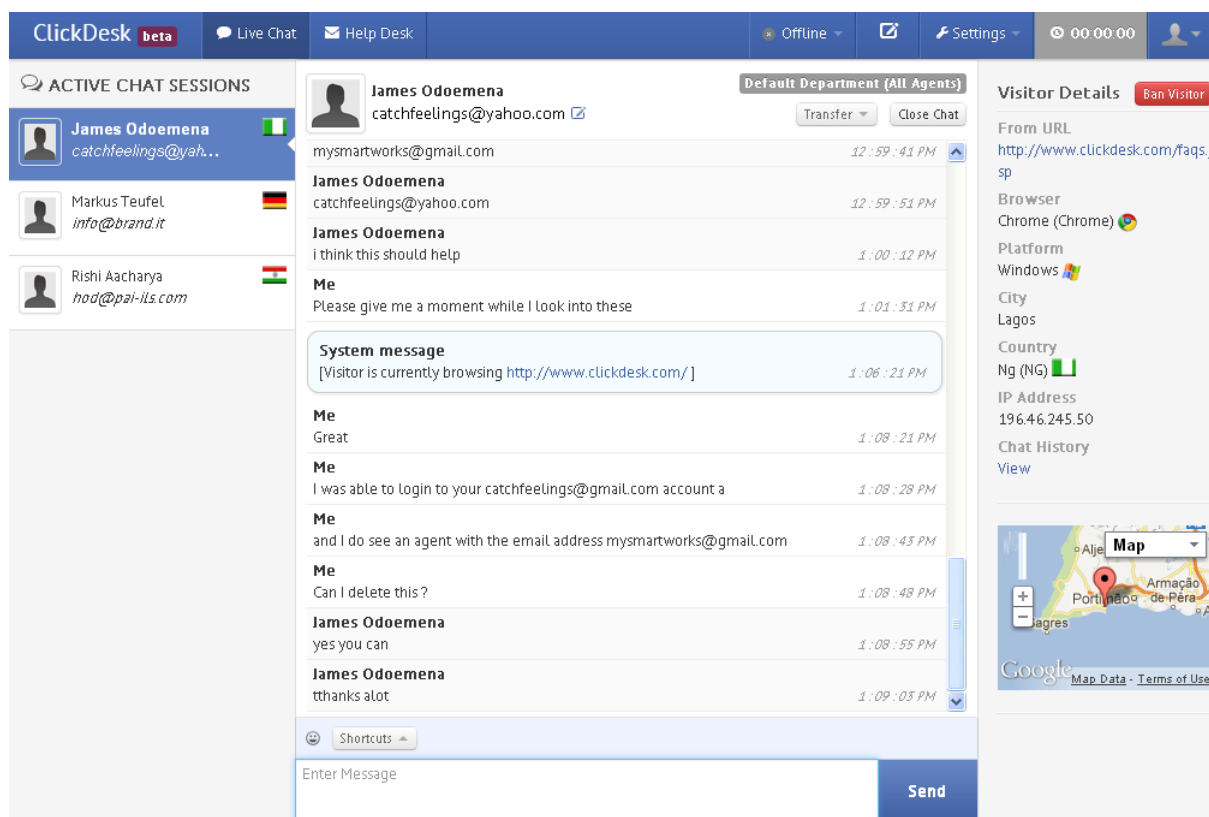 ClickDesk beta
Live Chat
Help Desk
Offline
Settings
00:00:00
ACTIVE CHAT SESSIONS
James Odoemena
catchfeelings@yah...
Markus Teufel
info@brand.it
Rishi Aacharya
hod@pai-ils.com
James Odoemena
catchfeelings@yahoo.com
Default Department (All Agents)
Transfer
Close Chat
mysmartworks@gmail.com 12:59:41 PM
James Odoemena
catchfeelings@yahoo.com 12:59:51 PM
James Odoemena
i think this should help 1:00:12 PM
Me
Please give me a moment while I look into these 1:01:31 PM
System message
[Visitor is currently browsing http://www.clickdesk.com/ ] 1:06:21 PM
Me
Great 1:08:21 PM
Me
I was able to login to your catchfeelings@gmail.com account a 1:08:28 PM
Me
and I do see an agent with the email address mysmartworks@gmail.com 1:08:43 PM
Me
Can I delete this? 1:08:48 PM
James Odoemena
yes you can 1:08:55 PM
James Odoemena
tthanks alot 1:09:03 PM
Shortcuts
Enter Message
Send
Visitor Details
Ban Visitor
From URL
http://www.clickdesk.com/faqs.j
sp
Browser
Chrome (Chrome)
Platform
Windows
City
Lagos
Country
Ng (NG)
IP Address
196.46.245.50
Chat History
View
Alje
Map
Armação
de Pêra
Portimão
agres
Google
Map Data - Terms of Use